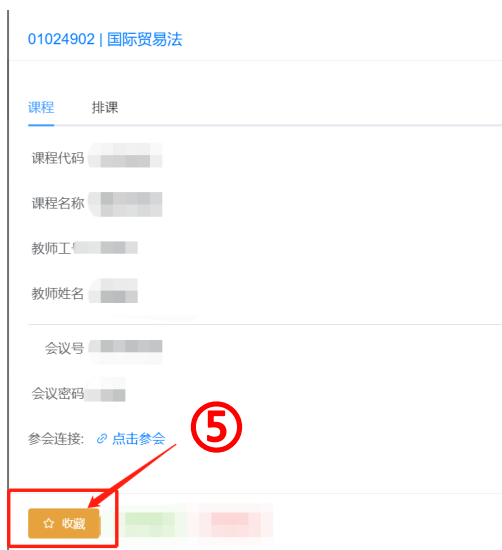 01024902 | 国际贸易法
课程 排课
课程代码
课程名称
教师工
教师姓名
会议号
会议密码
参会连接: 点击参会
⑤
☆ 收藏